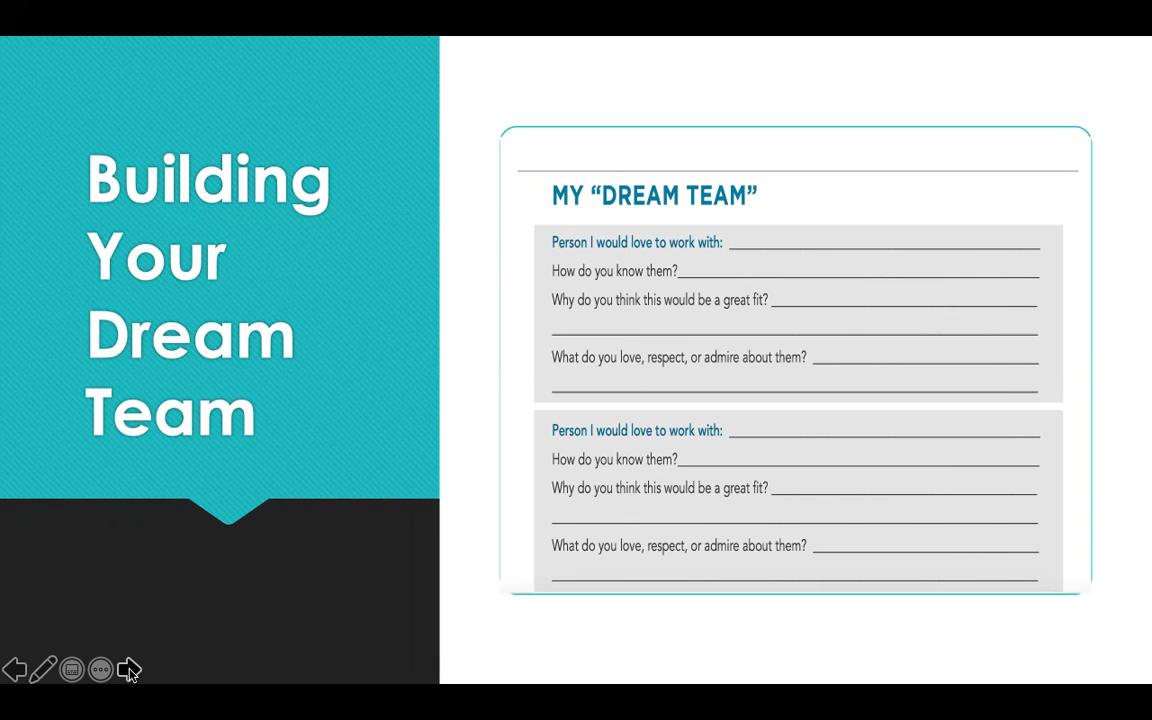 Building
Your
Dream
Team
MY “DREAM TEAM”
Person I would love to work with:
How do you know them?
Why do you think this would be a great fit?
What do you love, respect, or admire about them?
Person I would love to work with:
How do you know them?
Why do you think this would be a great fit?
What do you love, respect, or admire about them?